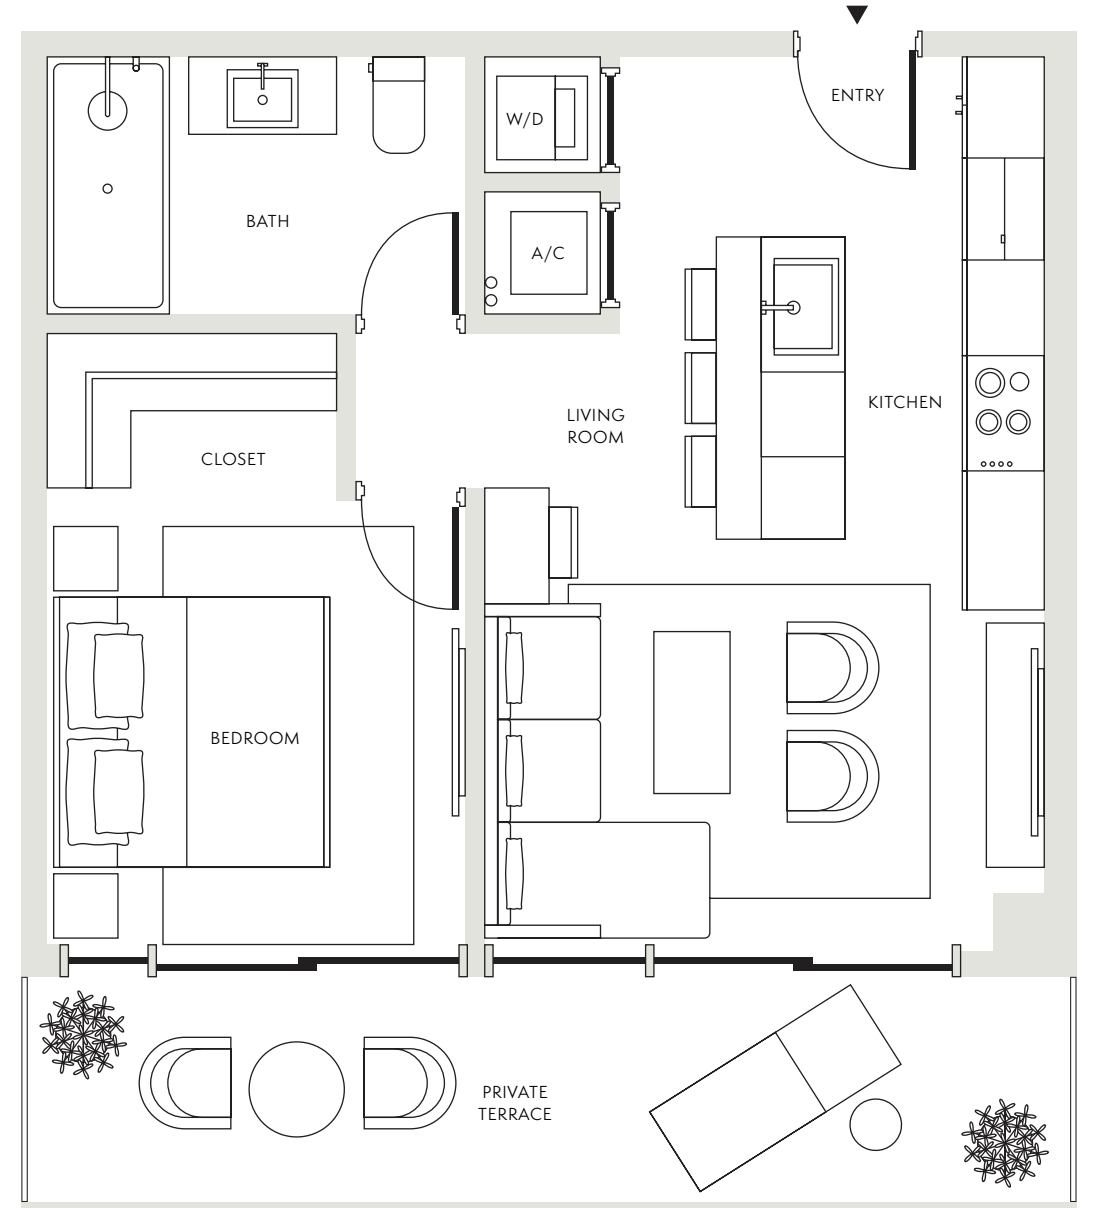 ENTRY
W/D
BATH
A/C
KITCHEN
LIVING
ROOM
CLOSET
BEDROOM
PRIVATE
TERRACE